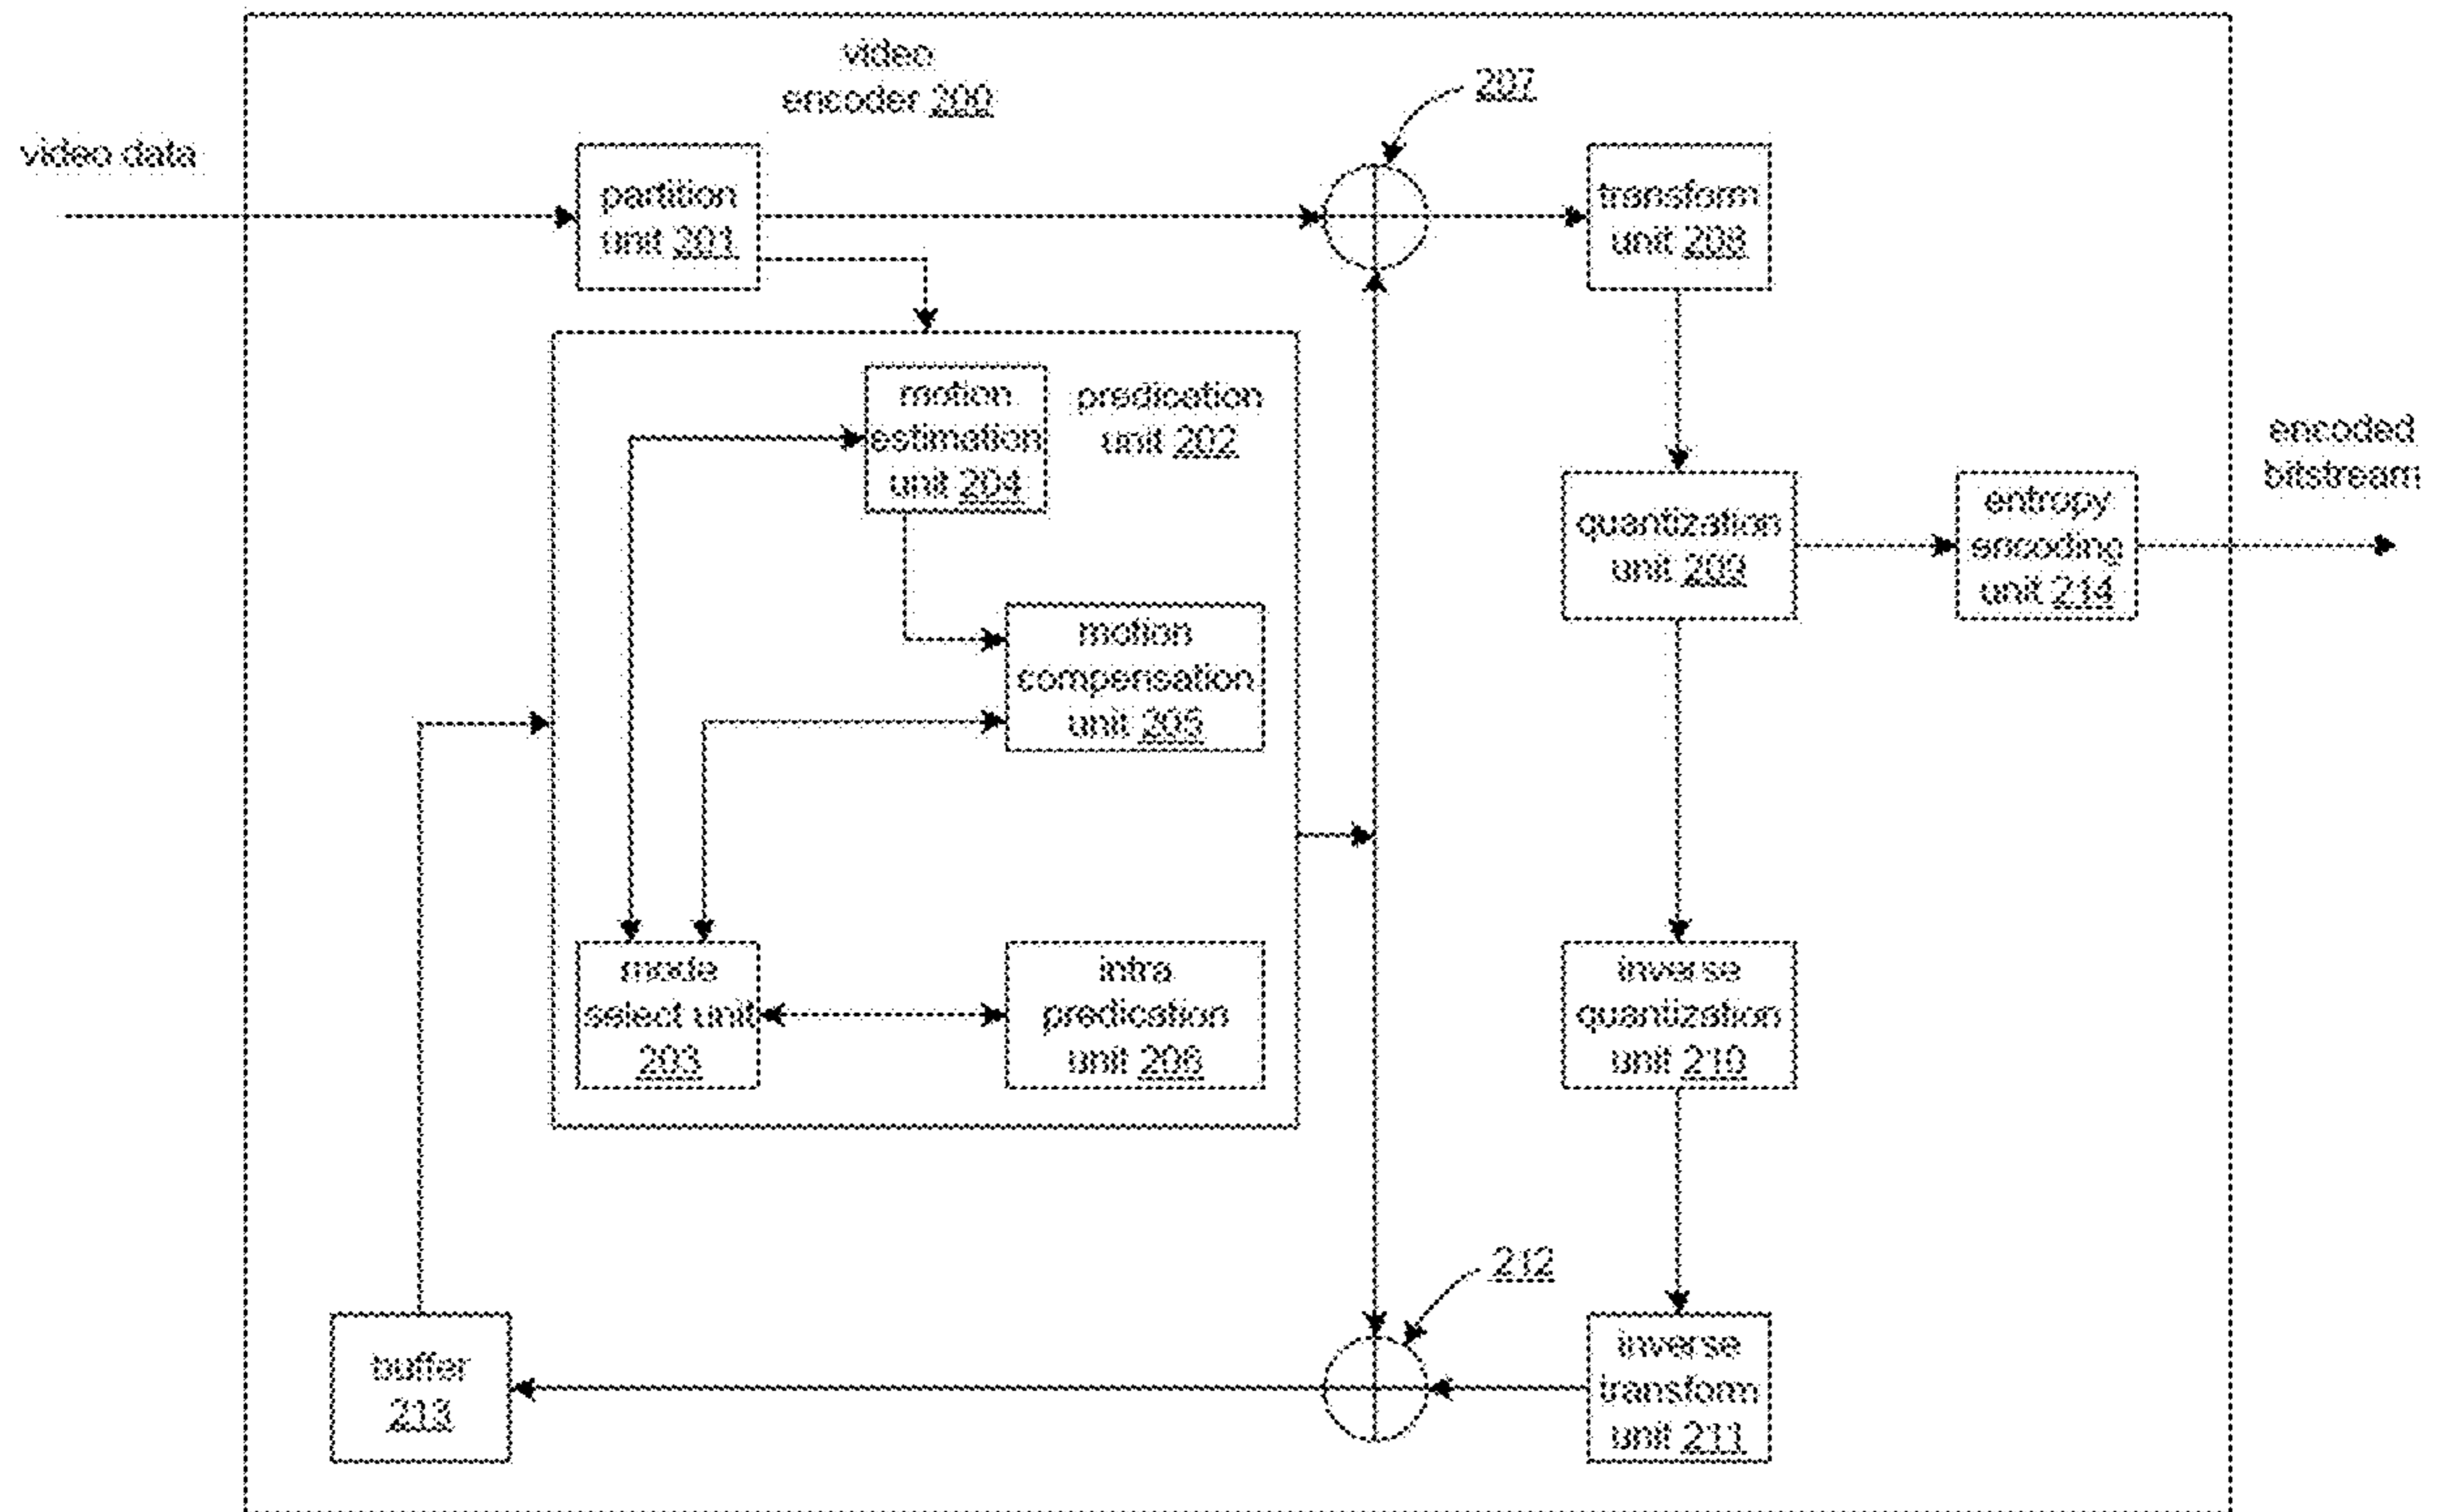 video
encoder 200
207
video data
partition
unit 201
transform
unit 208
motion
estimation
unit 204
predication
unit 202
encoded
bitstream
quantization
unit 209
entropy
encoding
unit 214
motion
compensation
unit 205
mode
select unit
203
intra
predication
unit 206
inverse
quantization
unit 210
212
buffer
213
inverse
transform
unit 211